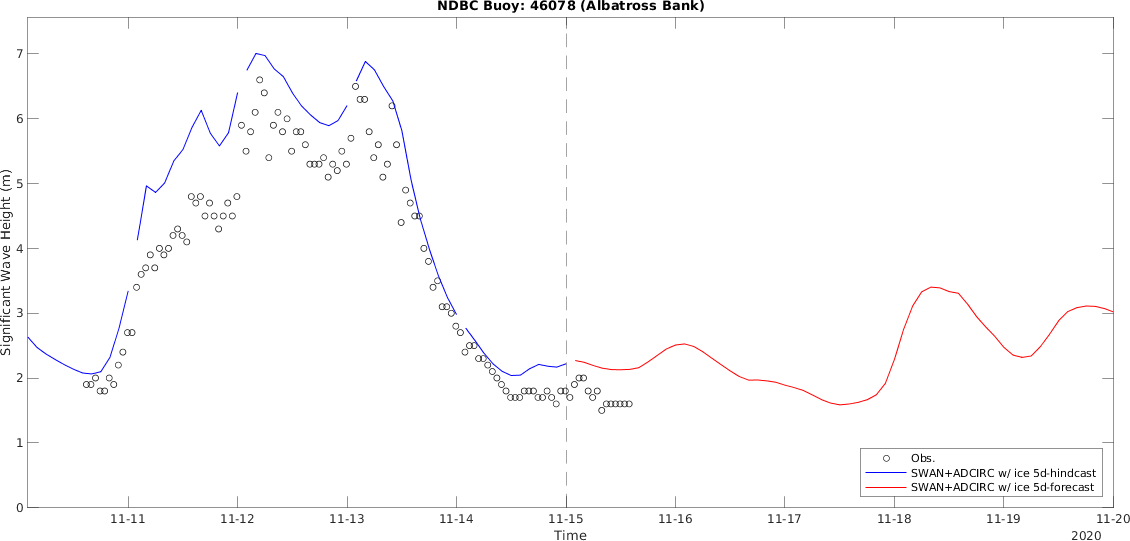 NDBC Buoy: 46078 (Albatross Bank)
Significant Wave Height (m)
7
6
5
4
3
2
1
0
Obs.
SWAN+ADCIRC w/ ice 5d-hindcast
SWAN+ADCIRC w/ ice 5d-forecast
11-11 11-12 11-13 11-14 11-15 11-16 11-17 11-18 11-19 11-20
Time
2020